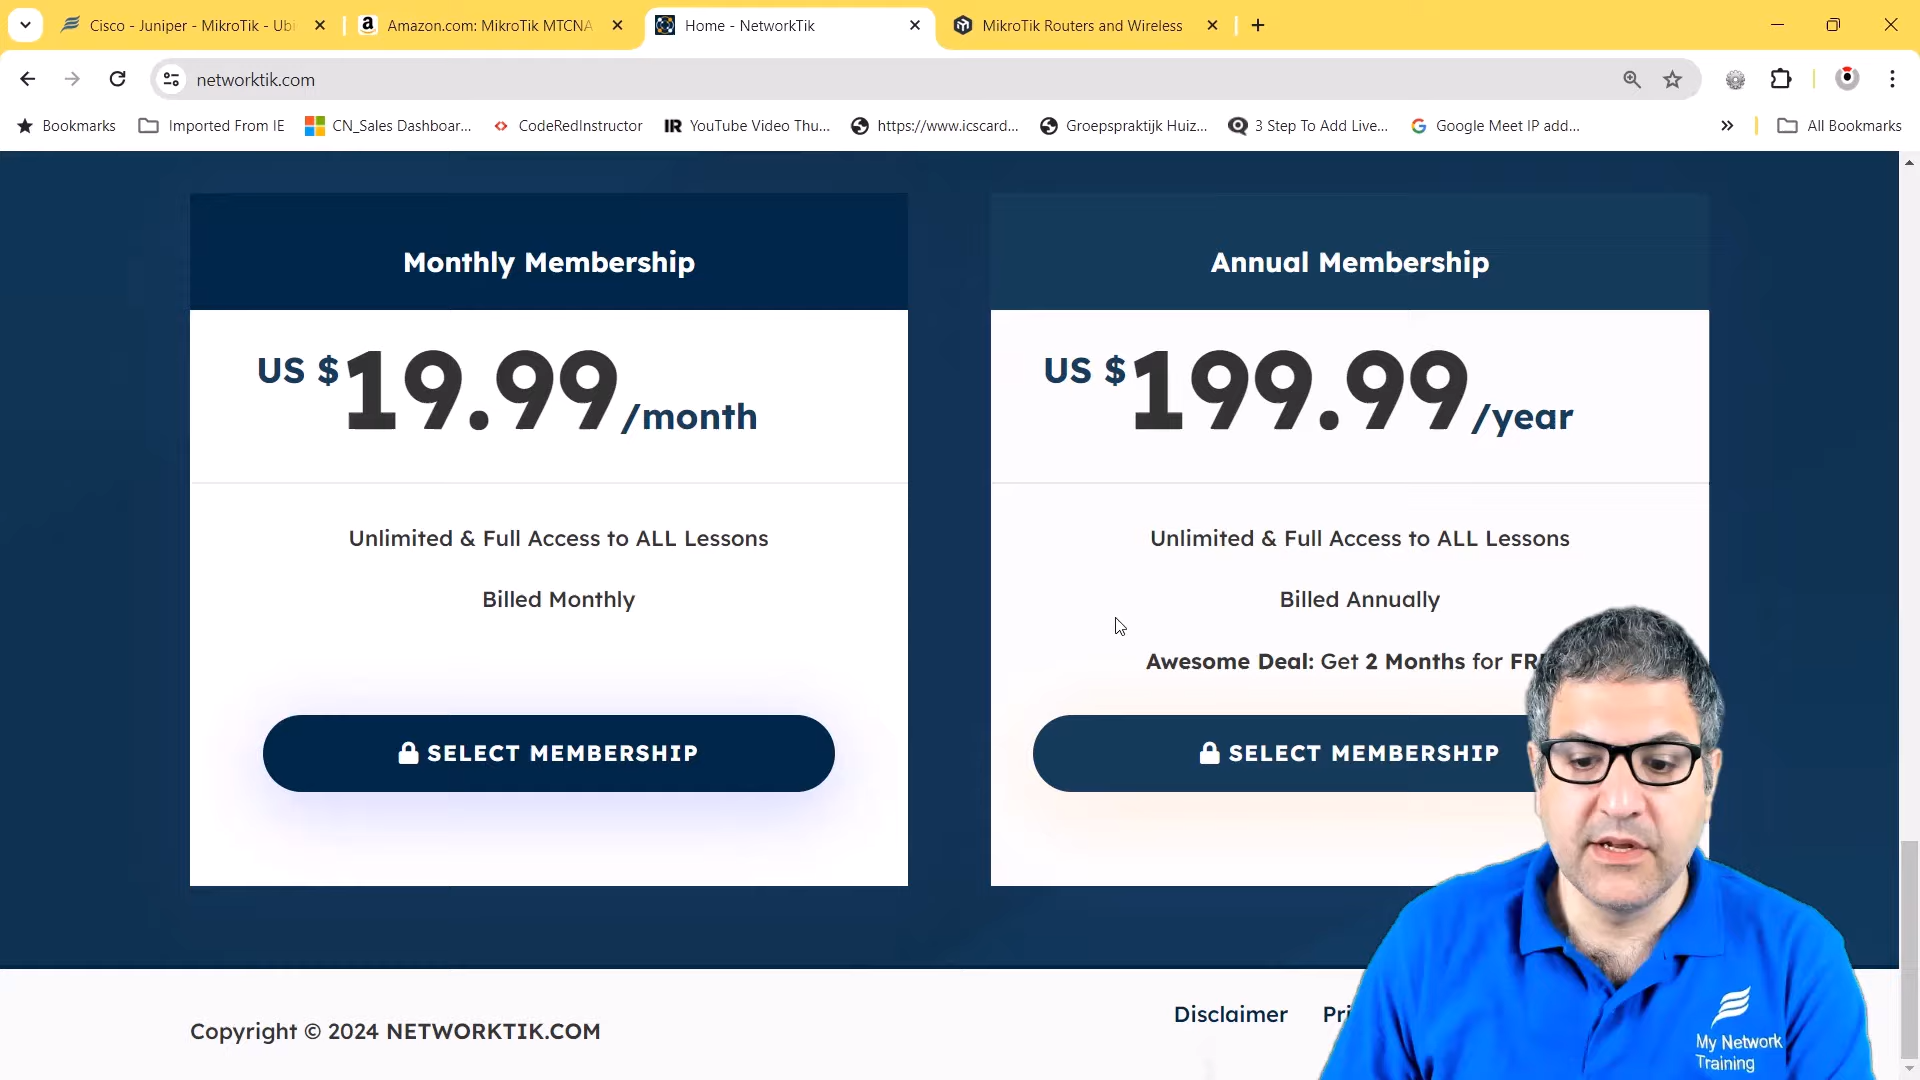 Cisco - Juniper - MikroTik - Ubi
Amazon.com: MikroTik MTCNA
Home - NetworkTik
MikroTik Routers and Wireless
networktik.com
Bookmarks
Imported From IE
CN_Sales Dashboar...
CodeRedInstructor
IR YouTube Video Thu...
https://www.icscard...
Groepspraktijk Huiz...
3 Step To Add Live...
Google Meet IP add...
All Bookmarks
Monthly Membership
US $19.99/month
Unlimited & Full Access to ALL Lessons
Billed Monthly
SELECT MEMBERSHIP
Annual Membership
US $199.99/year
Unlimited & Full Access to ALL Lessons
Billed Annually
Awesome Deal: Get 2 Months for
SELECT MEMBERSHIP
Copyright © 2024 NETWORKTIK.COM
Disclaimer
My Network
Training